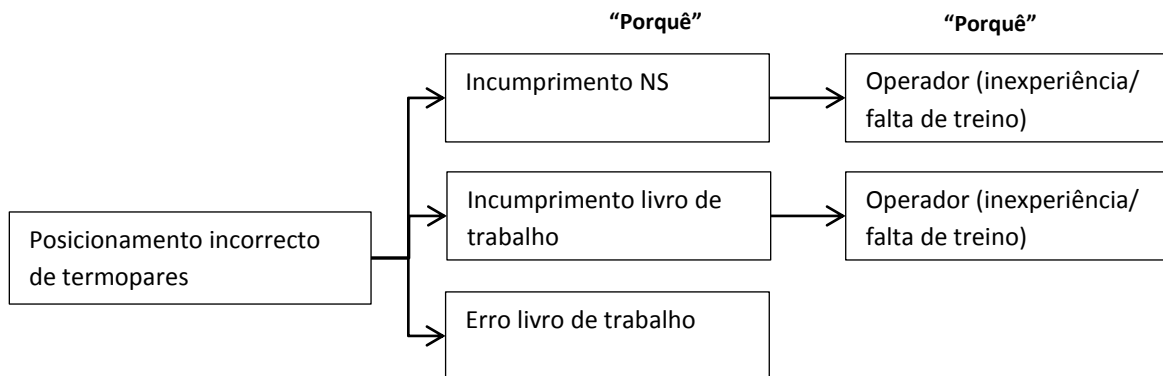 “Porquê”
“Porquê”
Incumprimento NS
Operador (inexperiência/
falta de treino)
Incumprimento livro de
trabalho
Operador (inexperiência/
falta de treino)
Posicionamento incorrecto
de termopares
Erro livro de trabalho